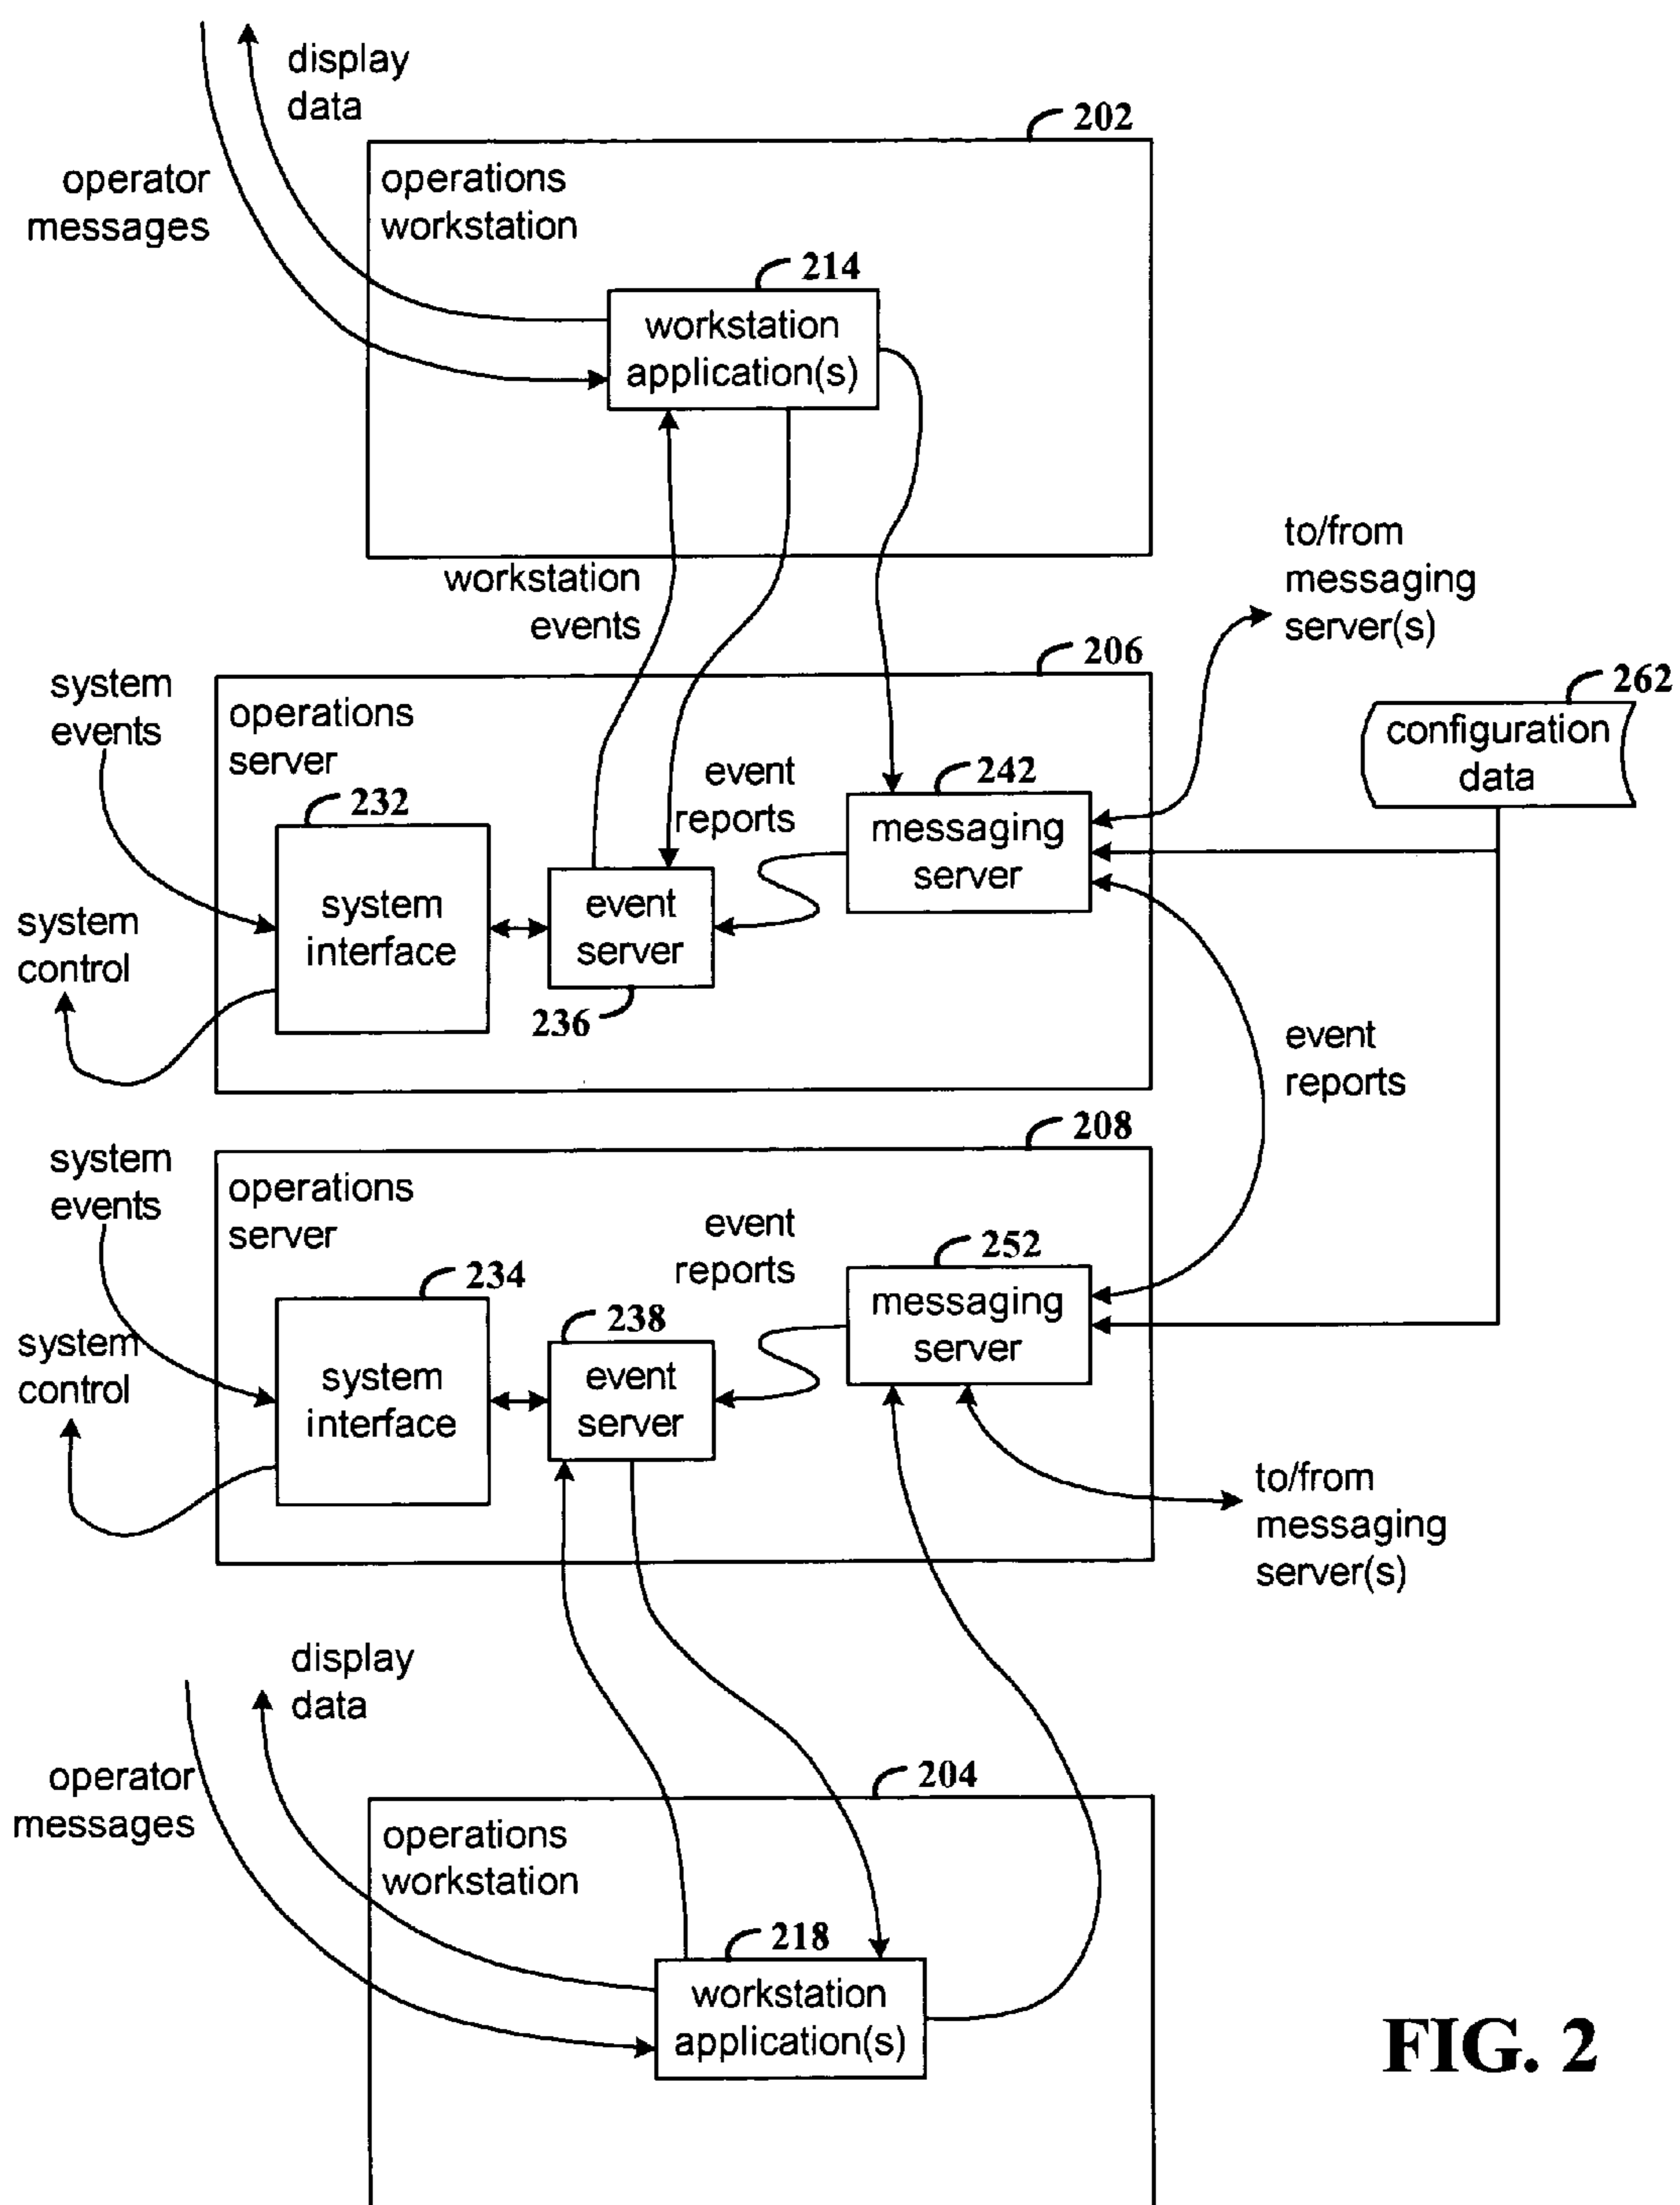 display
data
202
operator
messages
operations
workstation
214
workstation
application(s)
workstation
events
to/from
messaging
server(s)
206
262
configuration
data
system
events
operations
server
232
event
reports
242
messaging
server
system
interface
event
server
236
system
control
event
reports
208
system
events
operations
server
234
event
reports
252
messaging
server
238
system
control
system
interface
event
server
to/from
messaging
server(s)
display
data
204
operator
messages
operations
workstation
218
workstation
application(s)
FIG. 2